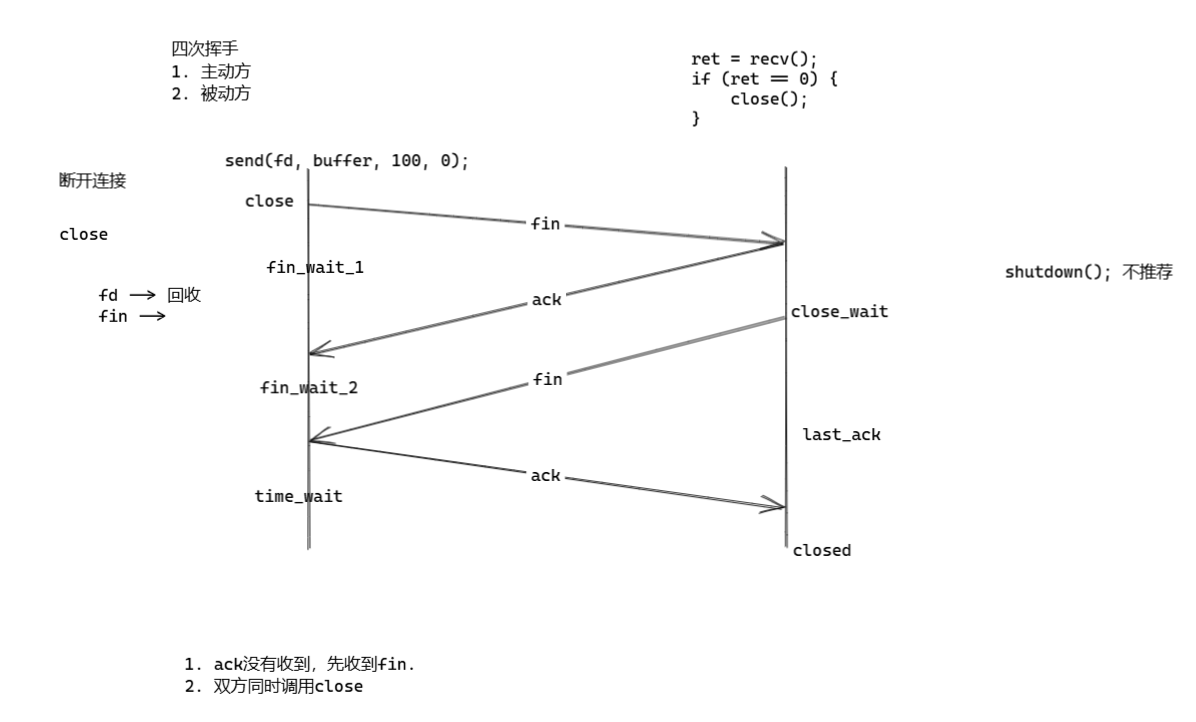 四次挥手
1. 主动方
2. 被动方
ret = recv();
if (ret == 0) {
    close();
}
send(fd, buffer, 100, 0);
断开连接
close
close
fin
fin_wait_1
fd → 回收
fin →
ack
shutdown(); 不推荐
close_wait
fin
fin_wait_2
last_ack
ack
time_wait
closed
1. ack没有收到, 先收到fin.
2. 双方同时调用close